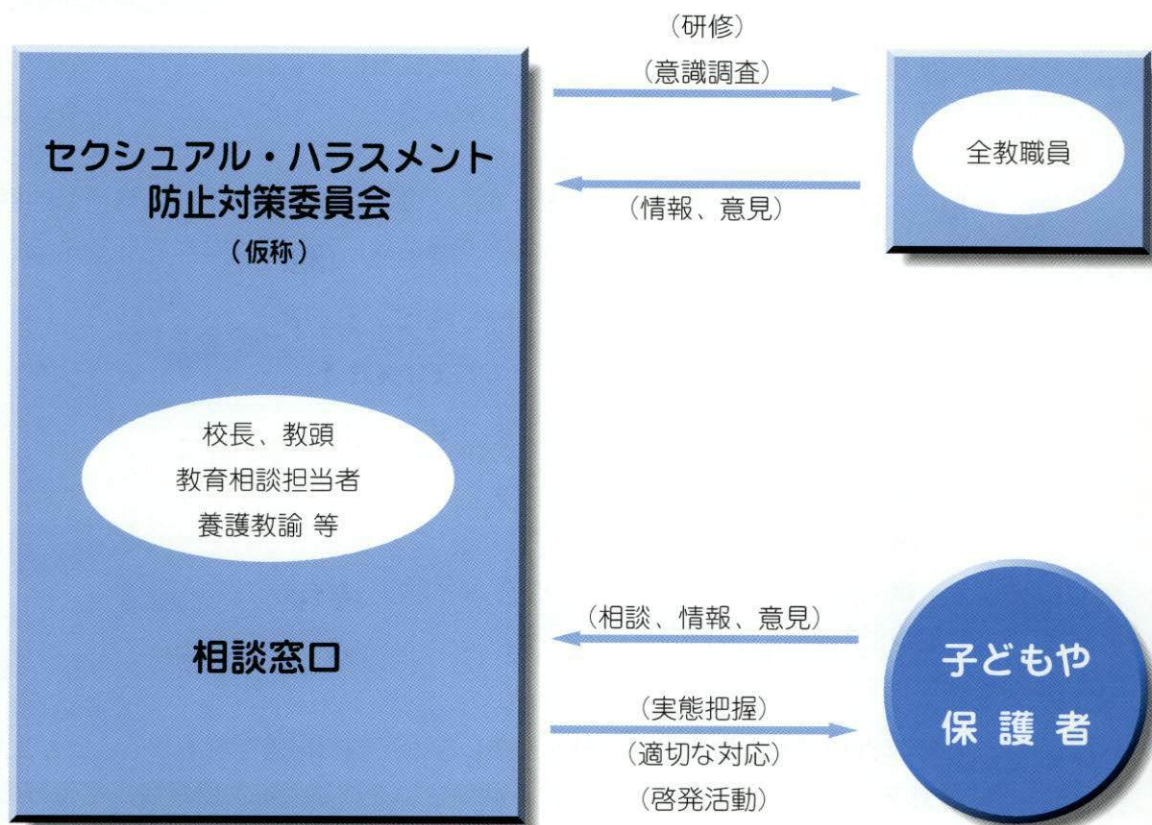 セクシュアル・ハラスメント
防止対策委員会
（仮称）
校長、教頭
教育相談担当者
養護教諭 等
相談窓口
（研修）
（意識調査）
（情報、意見）
全教職員
（相談、情報、意見）
（実態把握）
（適切な対応）
（啓発活動）
子どもや
保 護 者